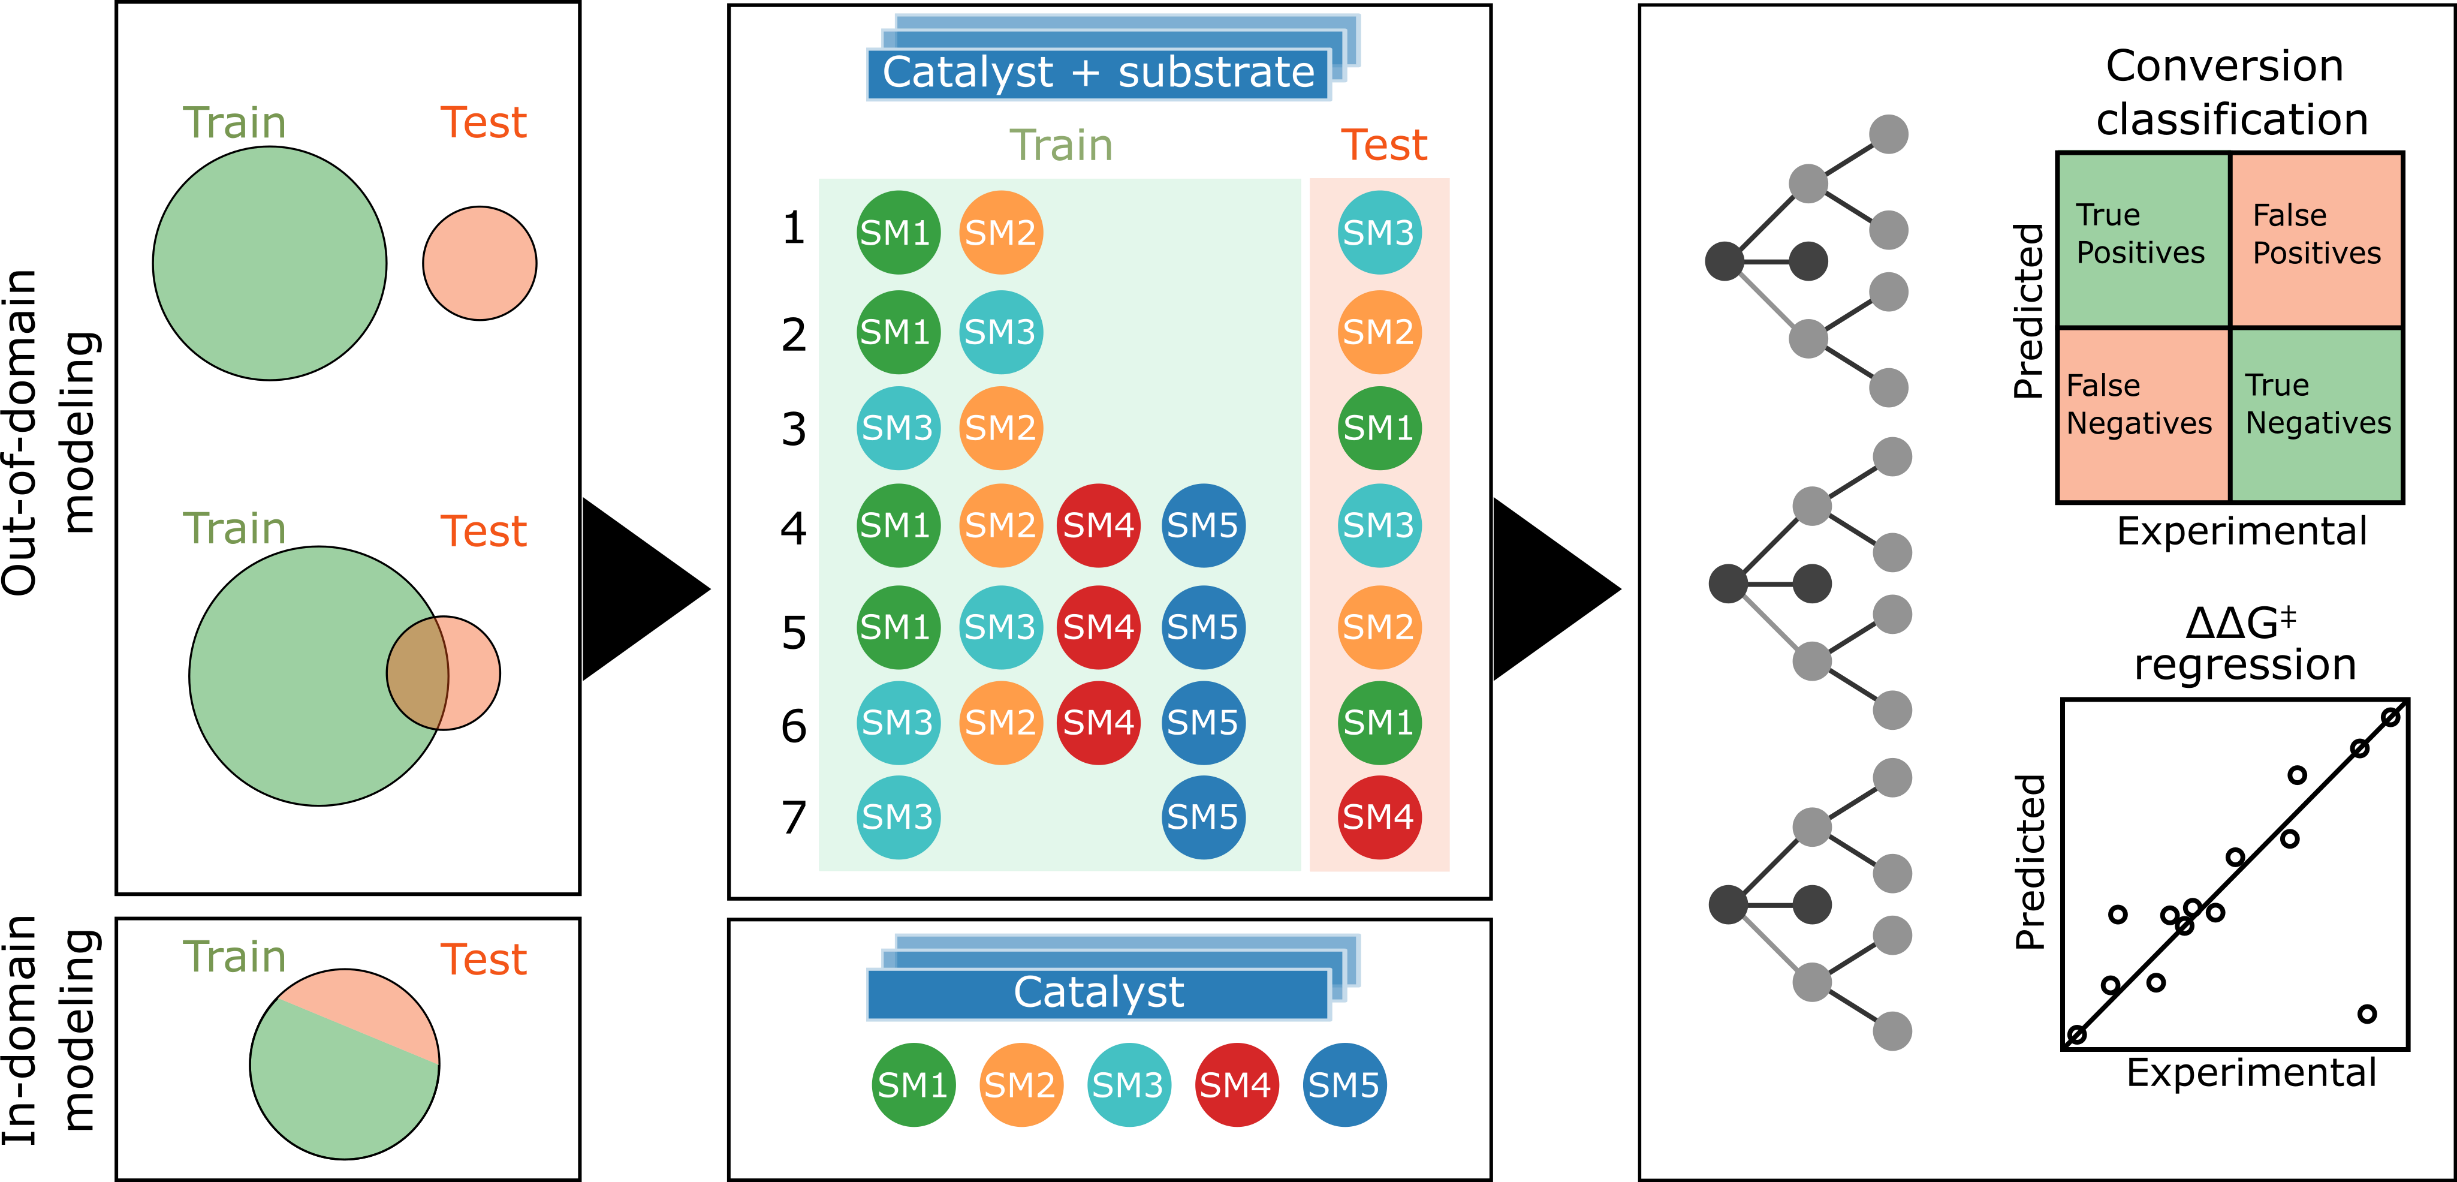 Out-of-domain
modeling
Train
Test
Train
Test
In-domain
modeling
Train
Test
Catalyst + substrate
Train
Test
1 SM1 SM2 SM3
2 SM1 SM3 SM2
3 SM3 SM2 SM1
4 SM1 SM2 SM4 SM5 SM3
5 SM1 SM3 SM4 SM5 SM2
6 SM3 SM2 SM4 SM5 SM1
7 SM3 SM5 SM4
Catalyst
SM1 SM2 SM3 SM4 SM5
Conversion
classification
Predicted
True
Positives
False
Positives
False
Negatives
True
Negatives
Experimental
ΔΔG‡
regression
Predicted
Experimental